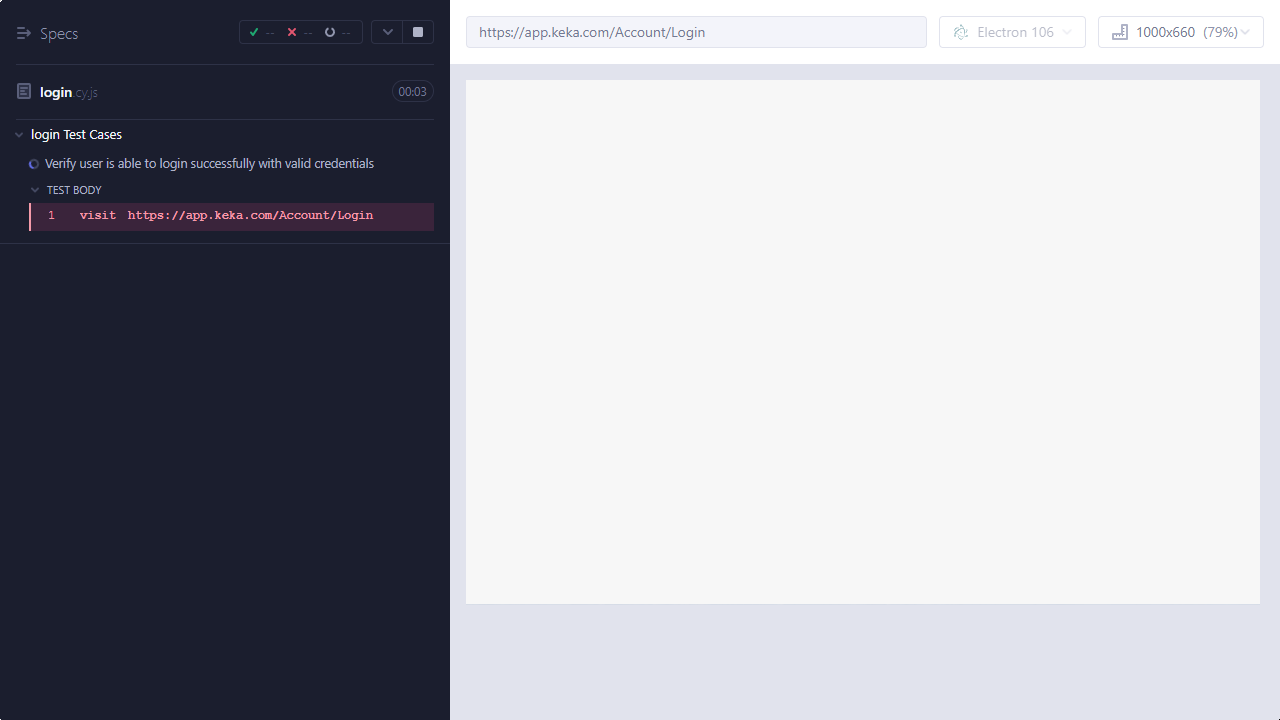 Specs
--
--
--
login.cy.js
00:03
login Test Cases
Verify user is able to login successfully with valid credentials
TEST BODY
1 visit https://app.keka.com/Account/Login
https://app.keka.com/Account/Login
Electron 106
1000x660 (79%)